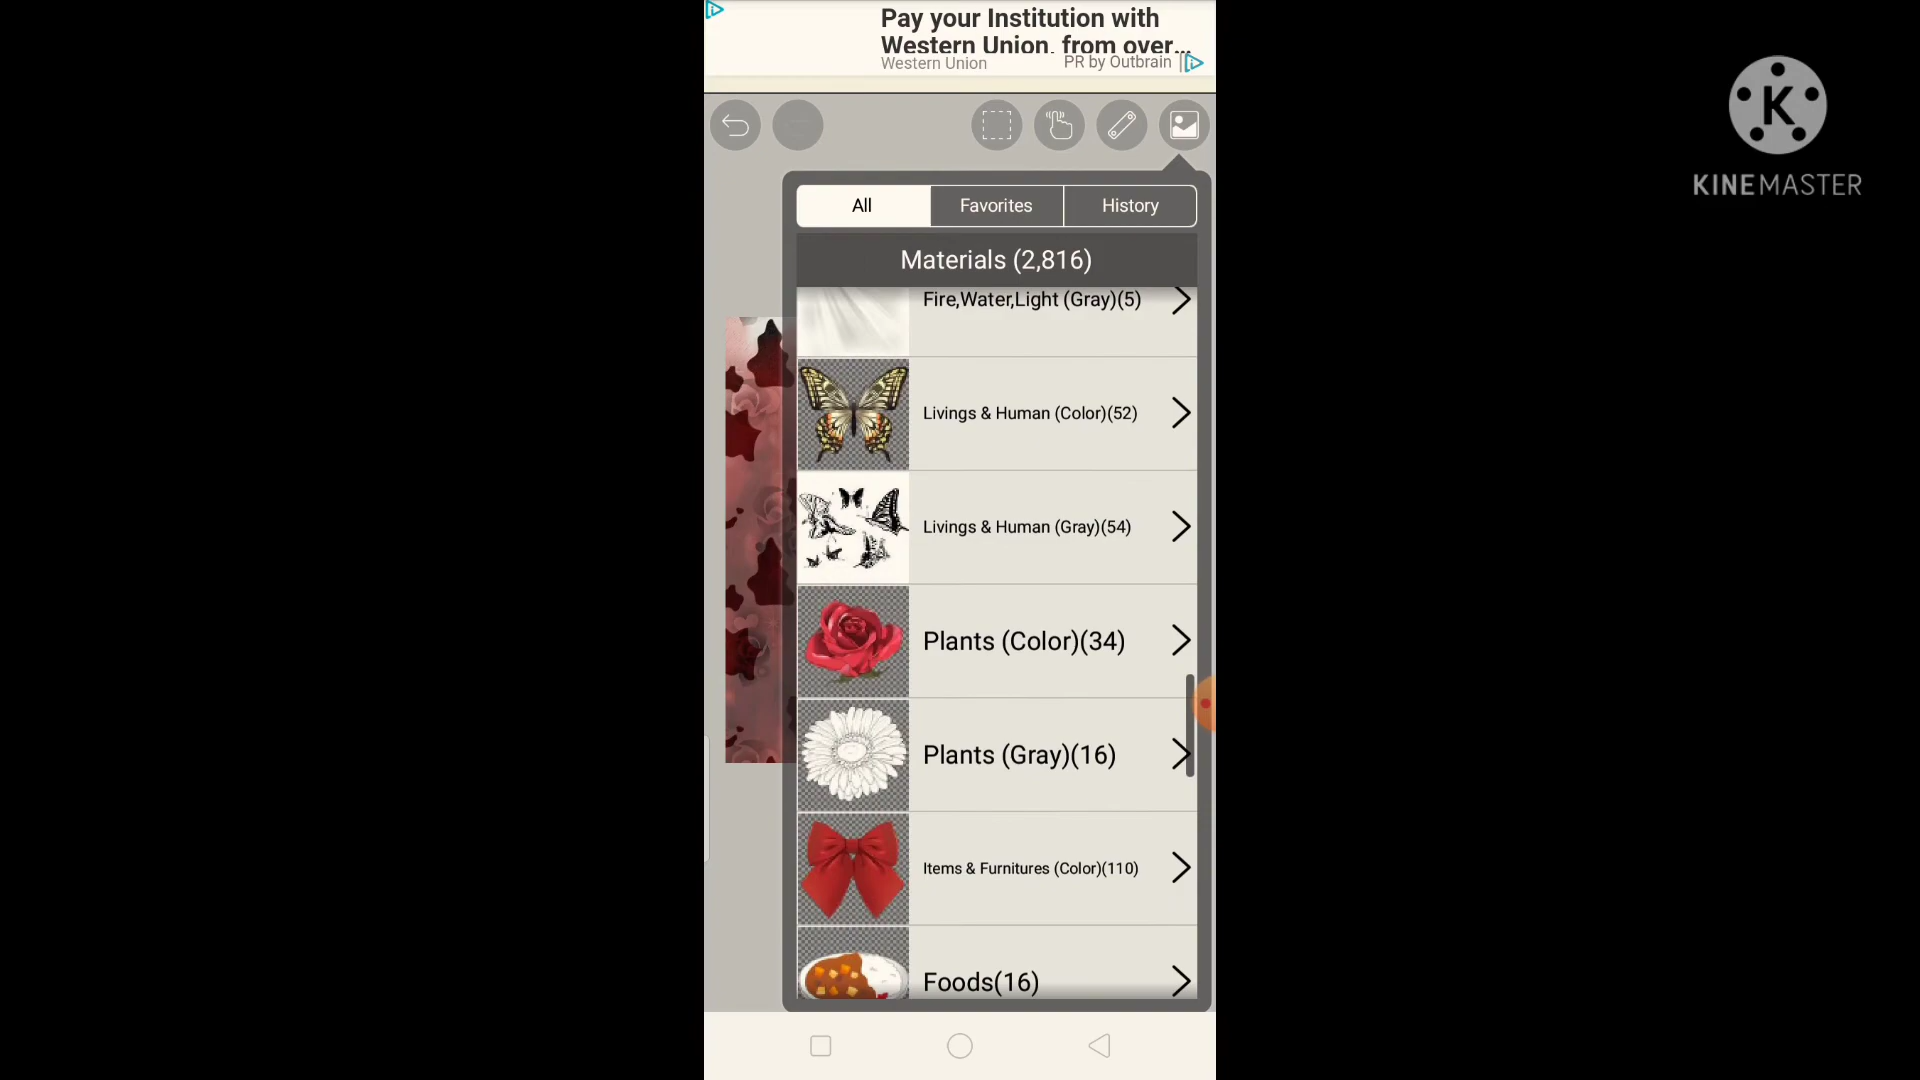 Pay your Institution with
Western Union, from over...
Western Union
PR by Outbrain
K
KINEMASTER
All
Favorites
History
Materials (2,816)
Fire,Water,Light (Gray)(5)
Livings & Human (Color)(52)
Livings & Human (Gray)(54)
Plants (Color)(34)
Plants (Gray)(16)
Items & Furnitures (Color)(110)
Foods(16)